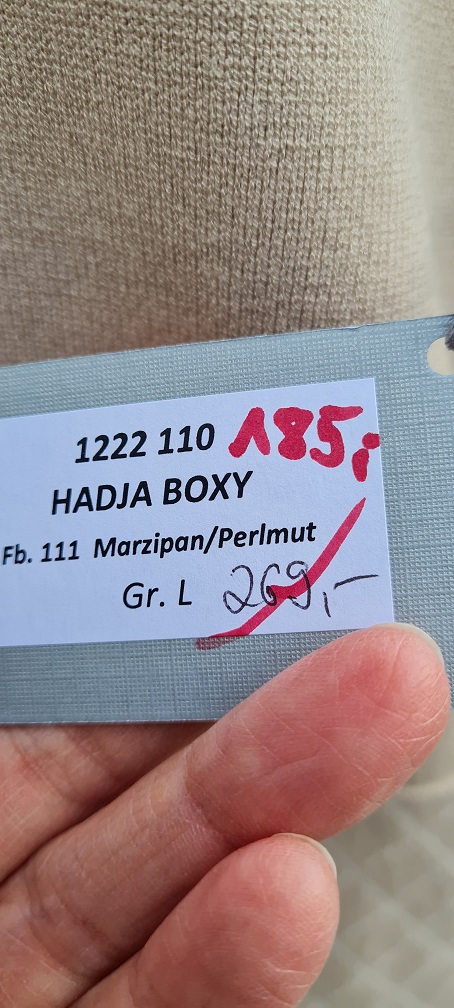 1222 110 185,-
HADJA BOXY
Fb. 111 Marzipan/Perlmut
Gr. L 269,-